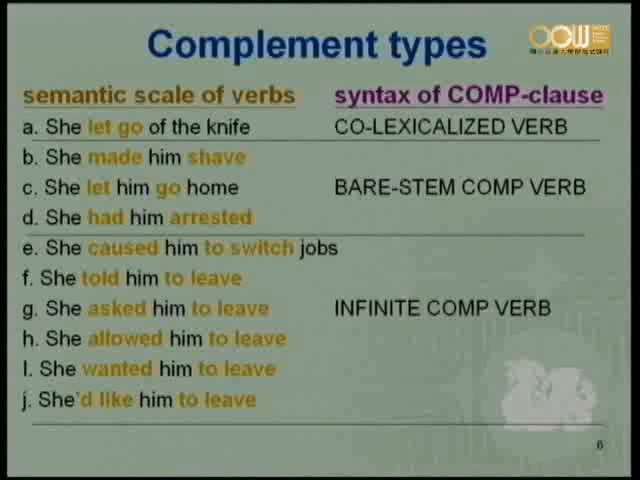 OCW
Complement types
semantic scale of verbs syntax of COMP-clause
a. She let go of the knife CO-LEXICALIZED VERB
b. She made him shave
c. She let him go home BARE-STEM COMP VERB
d. She had him arrested
e. She caused him to switch jobs
f. She told him to leave
g. She asked him to leave INFINITE COMP VERB
h. She allowed him to leave
I. She wanted him to leave
j. She'd like him to leave
6